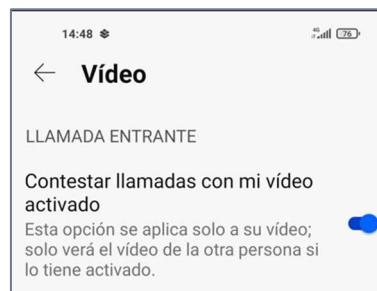 14:48 4G 76
Vídeo
LLAMADA ENTRANTE
Contestar llamadas con mi vídeo
activado
Esta opción se aplica solo a su vídeo;
solo verá el vídeo de la otra persona si
lo tiene activado.